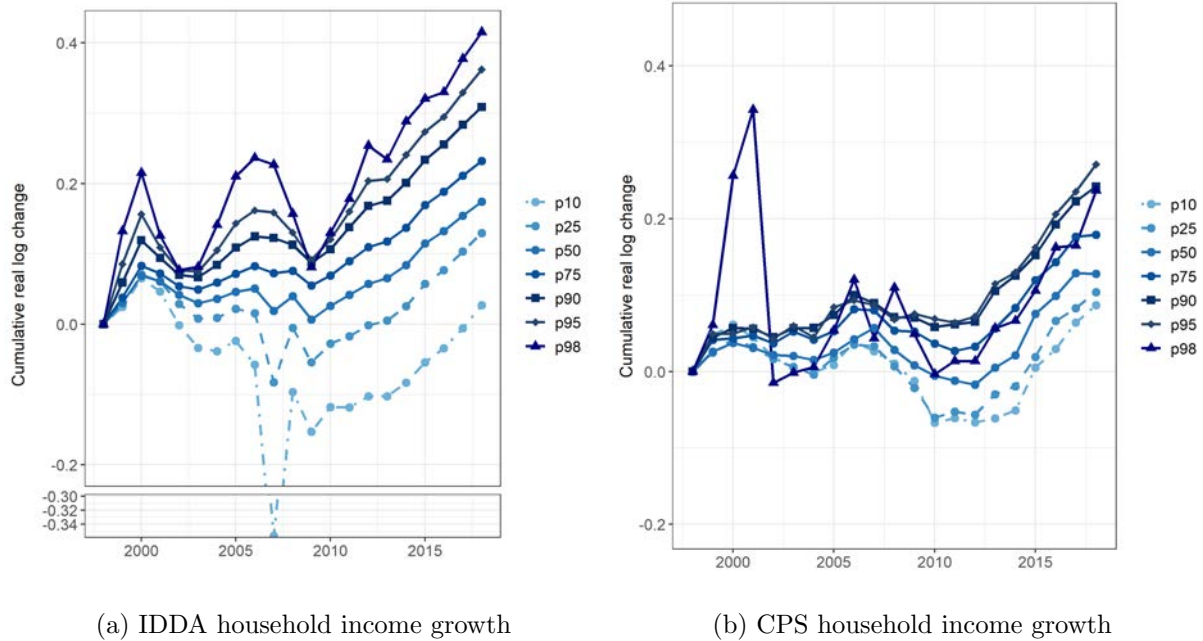 Cumulative real log change
0.4
0.2
0.0
-0.2
-0.30
-0.32
-0.34
2000
2005
2010
2015
p10
p25
p50
p75
p90
p95
p98
(a) IDDA household income growth
Cumulative real log change
0.4
0.2
0.0
-0.2
2000
2005
2010
2015
p10
p25
p50
p75
p90
p95
p98
(b) CPS household income growth